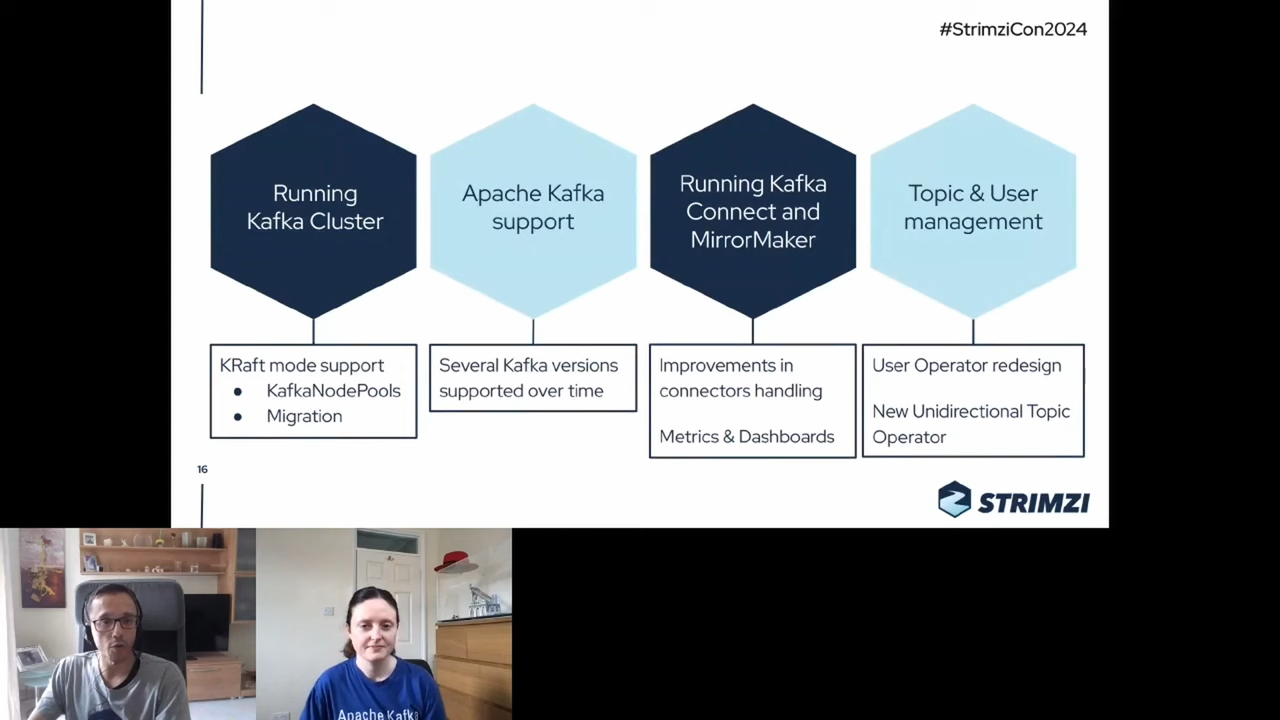 #StrimziCon2024
Running
Kafka Cluster
Apache Kafka
support
Running Kafka
Connect and
MirrorMaker
Topic & User
management
KRaft mode support
● KafkaNodePools
● Migration
Several Kafka versions
supported over time
Improvements in
connectors handling
Metrics & Dashboards
User Operator redesign
New Unidirectional Topic
Operator
16
STRIMZI
Apache Kafka